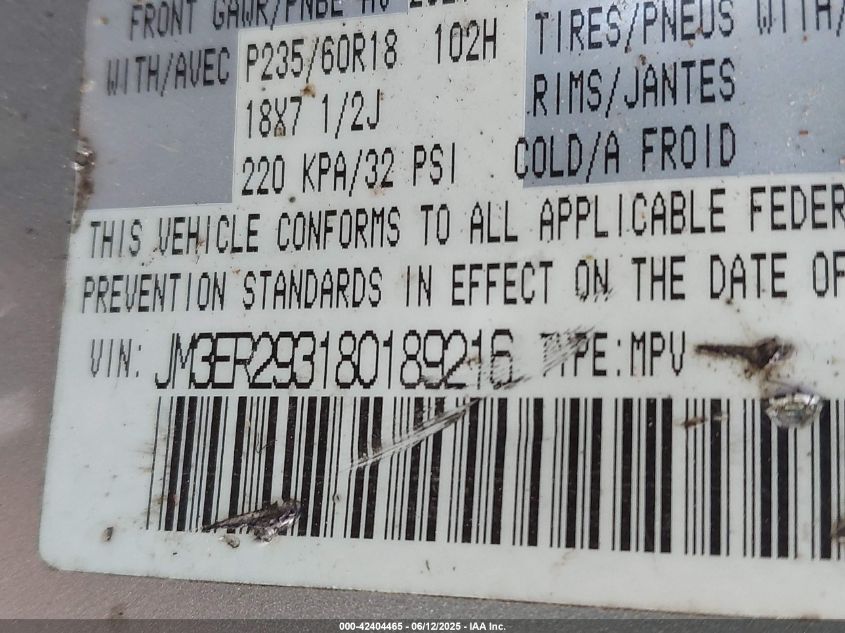 FRONT GAWR/PNBE AV
WITH/AVEC P235/60R18 102H TIRES/PNEUS WITH/
18X7 1/2J RIMS/JANTES
220 KPA/32 PSI COLD/A FROID
THIS VEHICLE CONFORMS TO ALL APPLICABLE FEDER
PREVENTION STANDARDS IN EFFECT ON THE DATE OF
VIN: JM3ER293180189216 TYPE:MPV
000-42404465 - 06/12/2025 - IAA Inc.